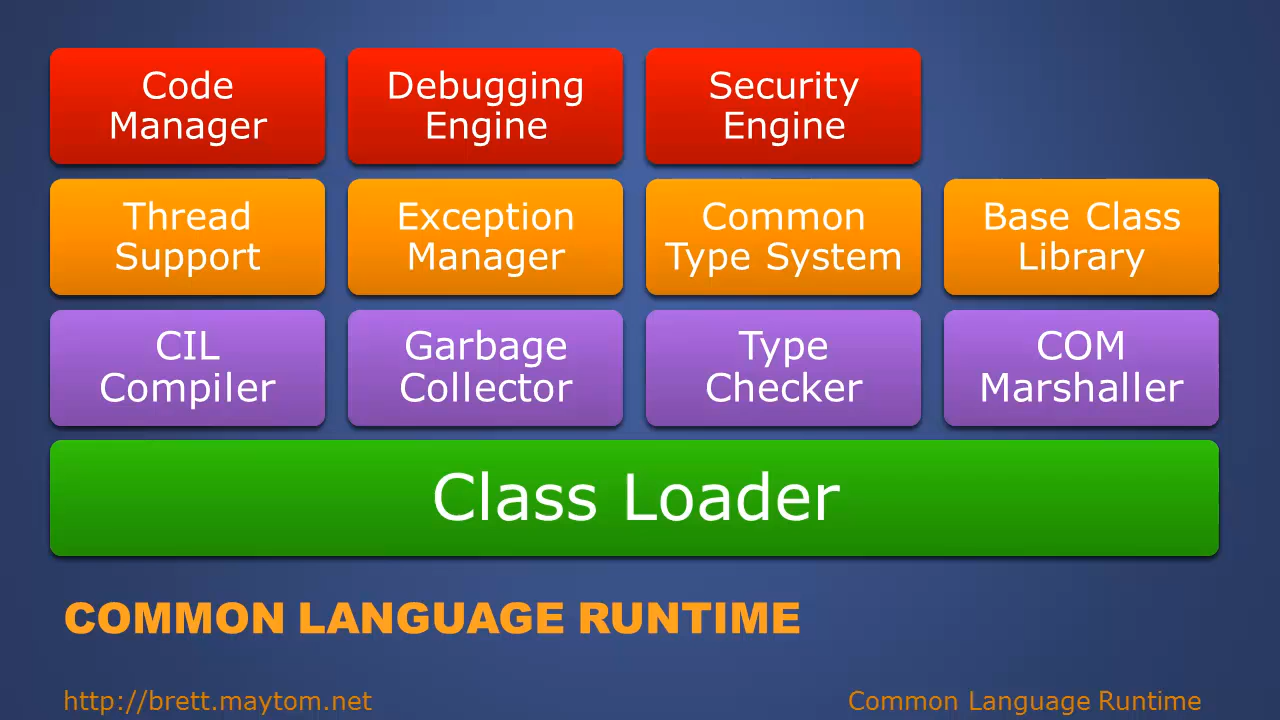 Code
Manager
Debugging
Engine
Security
Engine
Thread
Support
Exception
Manager
Common
Type System
Base Class
Library
CIL
Compiler
Garbage
Collector
Type
Checker
COM
Marshaller
Class Loader
COMMON LANGUAGE RUNTIME
http://brett.maytom.net
Common Language Runtime